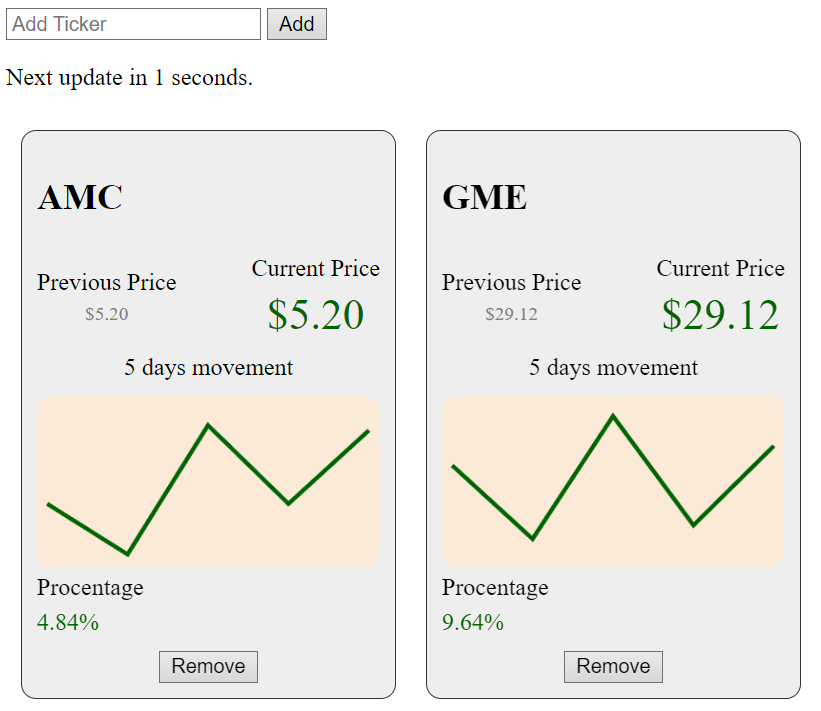 Add Ticker Add
Next update in 1 seconds.
AMC
Previous Price
$5.20
Current Price
$5.20
5 days movement
Procentage
4.84%
Remove
GME
Previous Price
$29.12
Current Price
$29.12
5 days movement
Procentage
9.64%
Remove